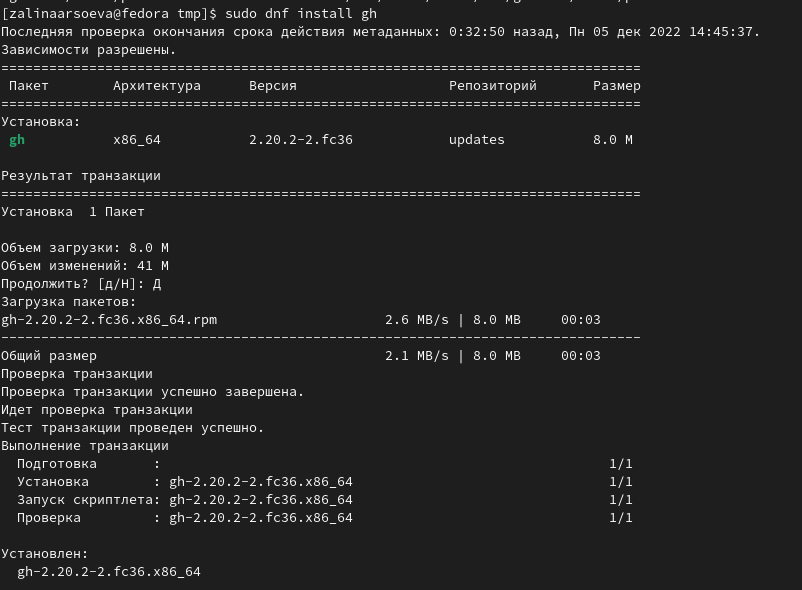 [zalinaarsoeva@fedora tmp]$ sudo dnf install gh
Последняя проверка окончания срока действия метаданных: 0:32:50 назад, Пн 05 дек 2022 14:45:37.
Зависимости разрешены.
================================================================================
Пакет Архитектура Версия Репозиторий Размер
================================================================================
Установка:
gh x86_64 2.20.2-2.fc36 updates 8.0 M
Результат транзакции
================================================================================
Установка 1 Пакет
Объем загрузки: 8.0 M
Объем изменений: 41 M
Продолжить? [д/Н]: Д
Загрузка пакетов:
gh-2.20.2-2.fc36.x86_64.rpm 2.6 MB/s | 8.0 MB 00:03
--------------------------------------------------------------------------------
Общий размер 2.1 MB/s | 8.0 MB 00:03
Проверка транзакции
Проверка транзакции успешно завершена.
Идет проверка транзакции
Тест транзакции проведен успешно.
Выполнение транзакции
Подготовка : 1/1
Установка : gh-2.20.2-2.fc36.x86_64 1/1
Запуск скриптлета: gh-2.20.2-2.fc36.x86_64 1/1
Проверка : gh-2.20.2-2.fc36.x86_64 1/1
Установлен:
gh-2.20.2-2.fc36.x86_64